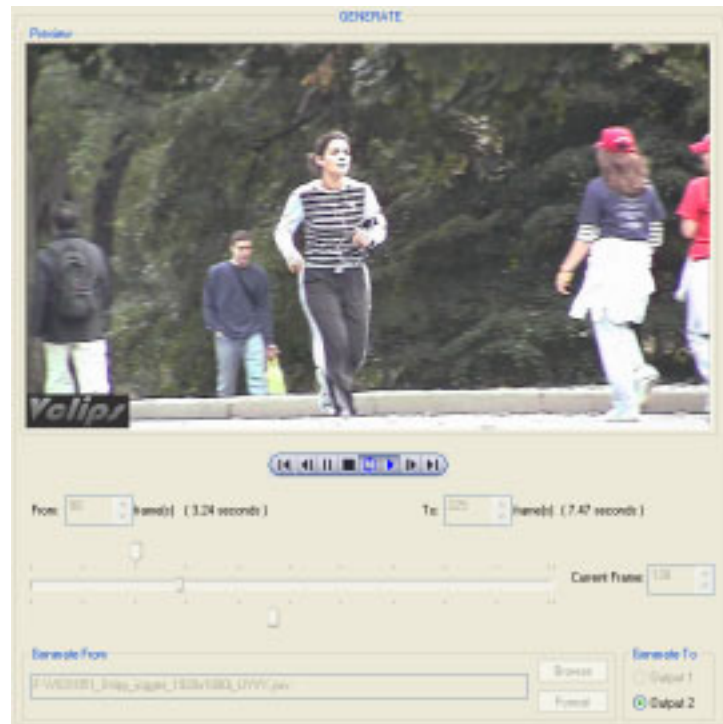 GENERATE
Preview
Vclips
From: frame(s) ( 3.24 seconds )
To: 225 frame(s) ( 7.47 seconds )
Current Frame:
Generate From
Browse
Format
Generate To
Output 1
Output 2